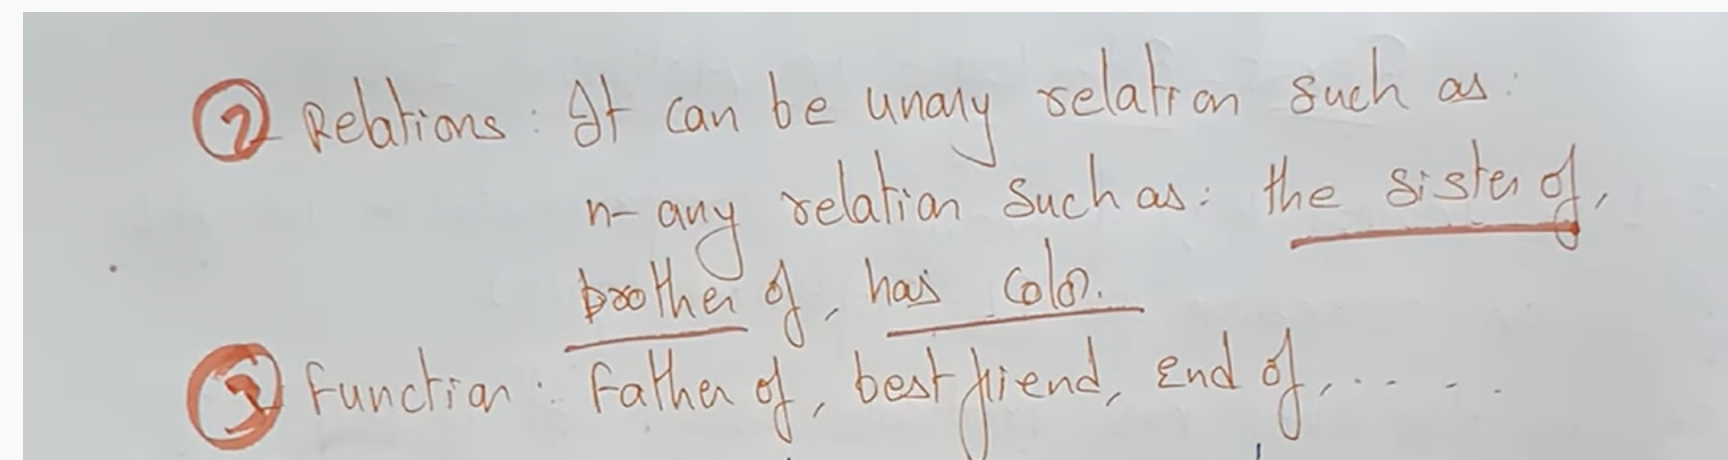 ② Relations : It can be unary relation such as :
n-any relation such as : the sister of,
brother of, has color.
③ Function : Father of, best friend, End of, . . . .